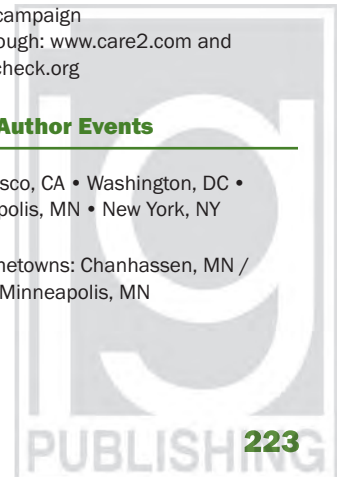 campaign
ough: www.care2.com and
check.org
Author Events
sco, CA • Washington, DC •
polis, MN • New York, NY
netowns: Chanhassen, MN /
Minneapolis, MN
ig
PUBLISHING
223